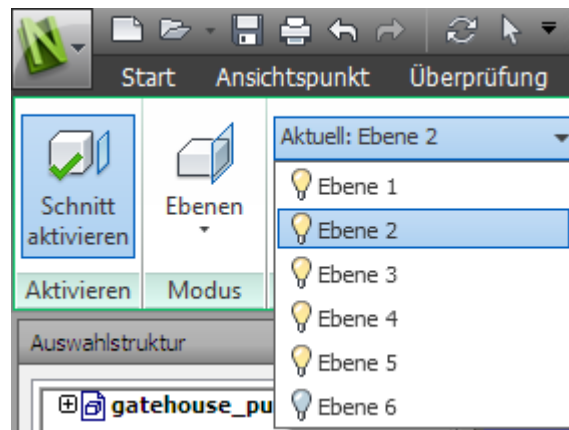 Start Ansichtspunkt Überprüfung
Schnitt
aktivieren
Ebenen
Aktuell: Ebene 2
Ebene 1
Ebene 2
Ebene 3
Ebene 4
Ebene 5
Ebene 6
Aktivieren Modus
Auswahlstruktur
gatehouse_pu